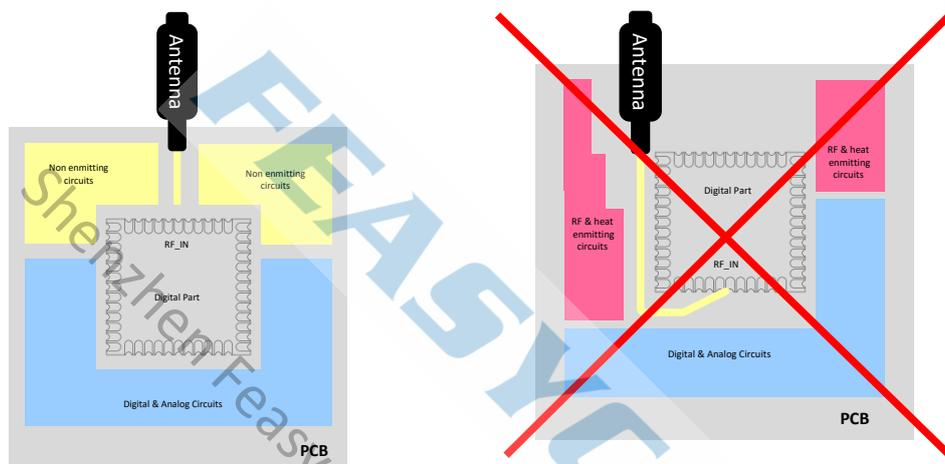 Antenna
Non enmitting
circuits
Non enmitting
circuits
RF_IN
Digital Part
Digital & Analog Circuits
PCB
Antenna
RF & heat
enmitting
circuits
Digital Part
RF & heat
enmitting
circuits
RF_IN
Digital & Analog Circuits
PCB
Shenzhen Feasy
FEASYC